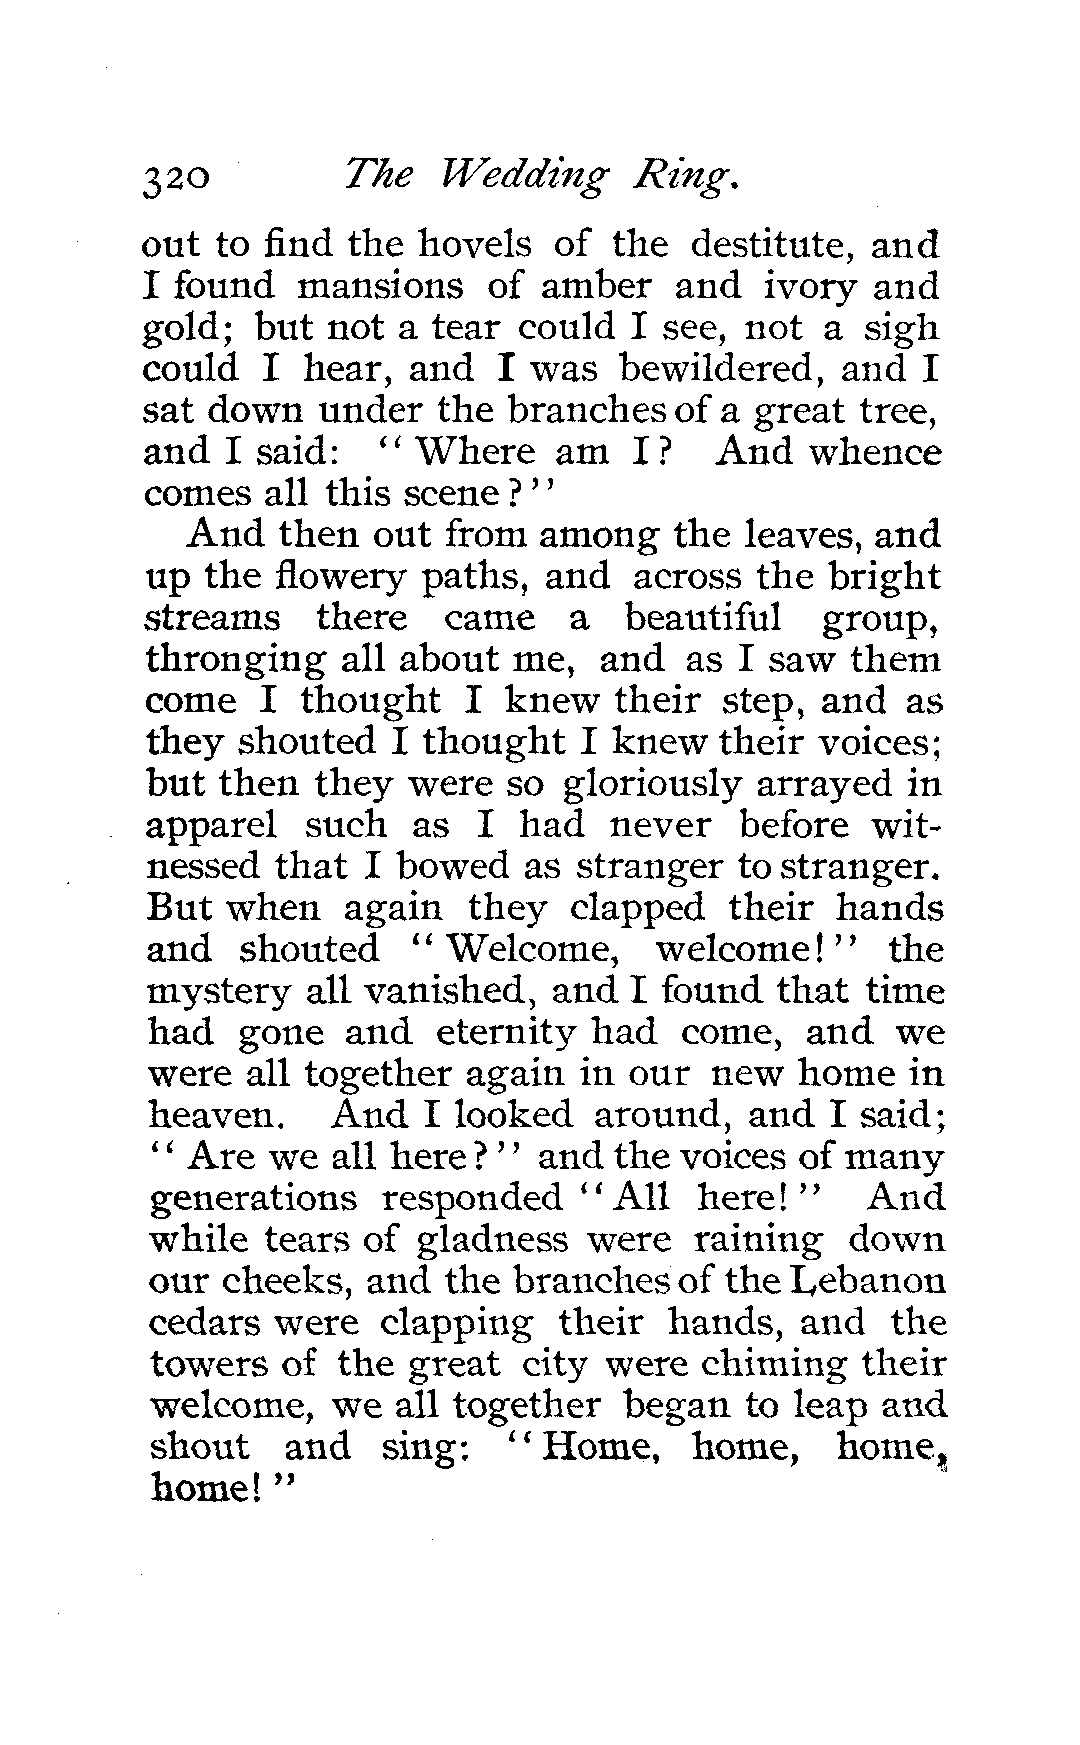 320 The Wedding Ring.
out to find the hovels of the destitute, and
I found mansions of amber and ivory and
gold; but not a tear could I see, not a sigh
could I hear, and I was bewildered, and I
sat down under the branches of a great tree,
and I said: "Where am I? And whence
comes all this scene?"
And then out from among the leaves, and
up the flowery paths, and across the bright
streams there came a beautiful group,
thronging all about me, and as I saw them
come I thought I knew their step, and as
they shouted I thought I knew their voices;
but then they were so gloriously arrayed in
apparel such as I had never before wit-
nessed that I bowed as stranger to stranger.
But when again they clapped their hands
and shouted "Welcome, welcome!" the
mystery all vanished, and I found that time
had gone and eternity had come, and we
were all together again in our new home in
heaven. And I looked around, and I said;
"Are we all here?" and the voices of many
generations responded "All here!" And
while tears of gladness were raining down
our cheeks, and the branches of the Lebanon
cedars were clapping their hands, and the
towers of the great city were chiming their
welcome, we all together began to leap and
shout and sing: "Home, home, home,
home!"